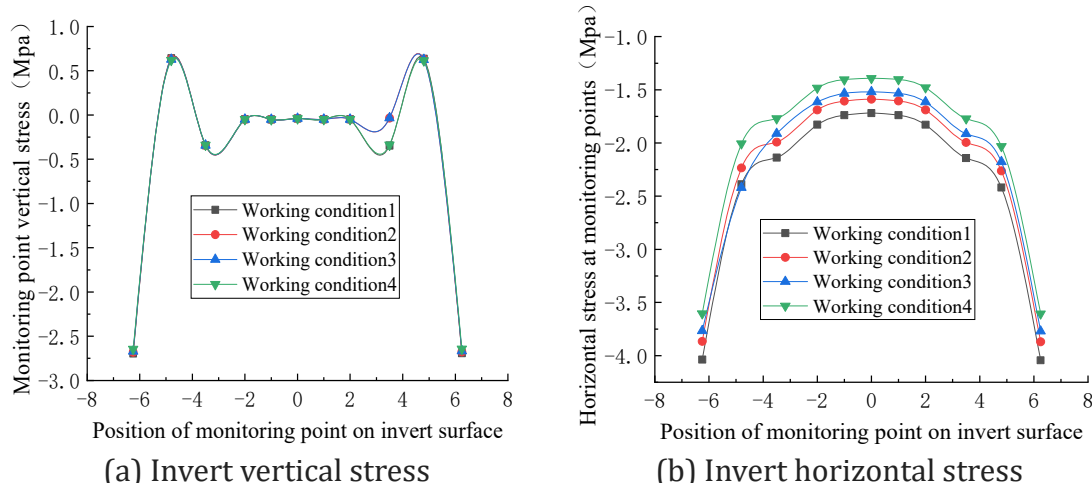 Monitoring point vertical stress（Mpa）
1.0
0.5
0.0
−0.5
−1.0
−1.5
−2.0
−2.5
−3.0
Working condition1
Working condition2
Working condition3
Working condition4
−8 −6 −4 −2 0 2 4 6 8
Position of monitoring point on invert surface
(a) Invert vertical stress
Horizontal stress at monitoring points（Mpa）
−1.0
−1.5
−2.0
−2.5
−3.0
−3.5
−4.0
Working condition1
Working condition2
Working condition3
Working condition4
−8 −6 −4 −2 0 2 4 6 8
Position of monitoring point on invert surface
(b) Invert horizontal stress